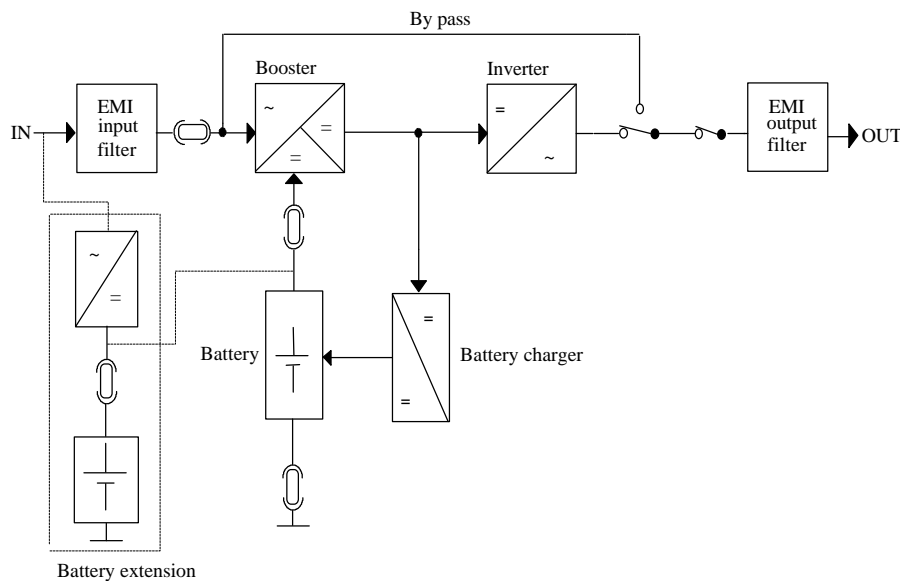 By pass
Booster
Inverter
EMI
input
filter
IN
~
=
=
=
~
EMI
output
filter
OUT
~
=
Battery
=
=
Battery charger
Battery extension